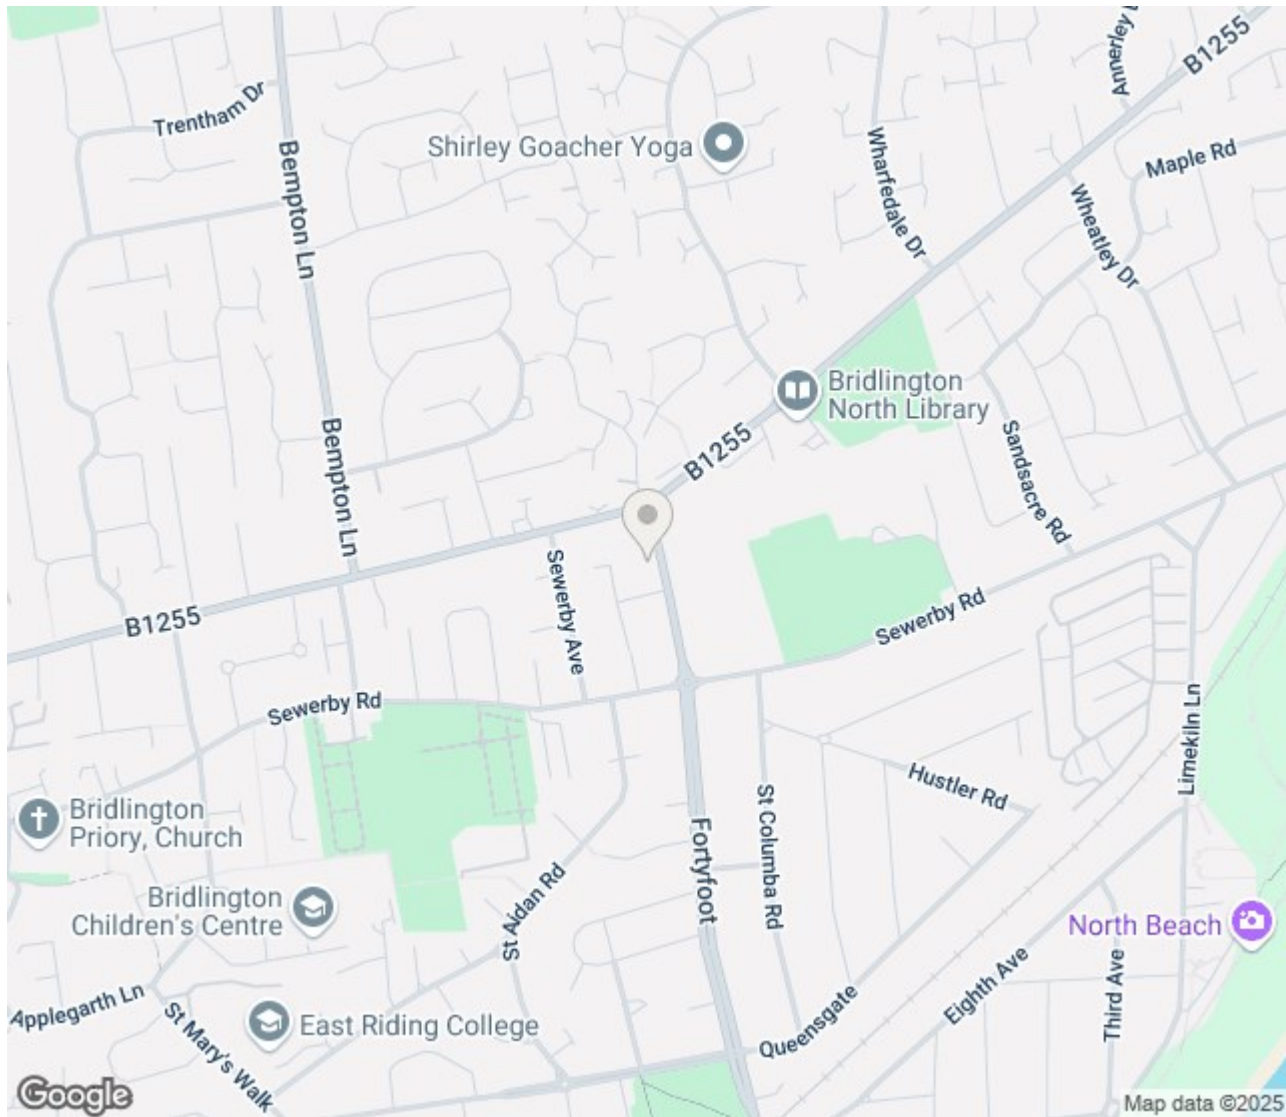 Annerley
B1255
Trentham Dr
Shirley Goacher Yoga
Wharfedale Dr
Maple Rd
Bempton Ln
Wheatley Dr
Bridlington
North Library
Bempton Ln
B1255
Sandsacre Rd
Sewerby Ave
B1255
Sewerby Rd
Sewerby Rd
Limekiln Ln
Hustler Rd
St Columba Rd
Fortyfoot
Bridlington
Priory, Church
Bridlington
Children's Centre
St Aidan Rd
North Beach
Eighth Ave
Third Ave
Applegarth Ln
St Mary's Walk
East Riding College
Queensgate
Google
Map data ©2025